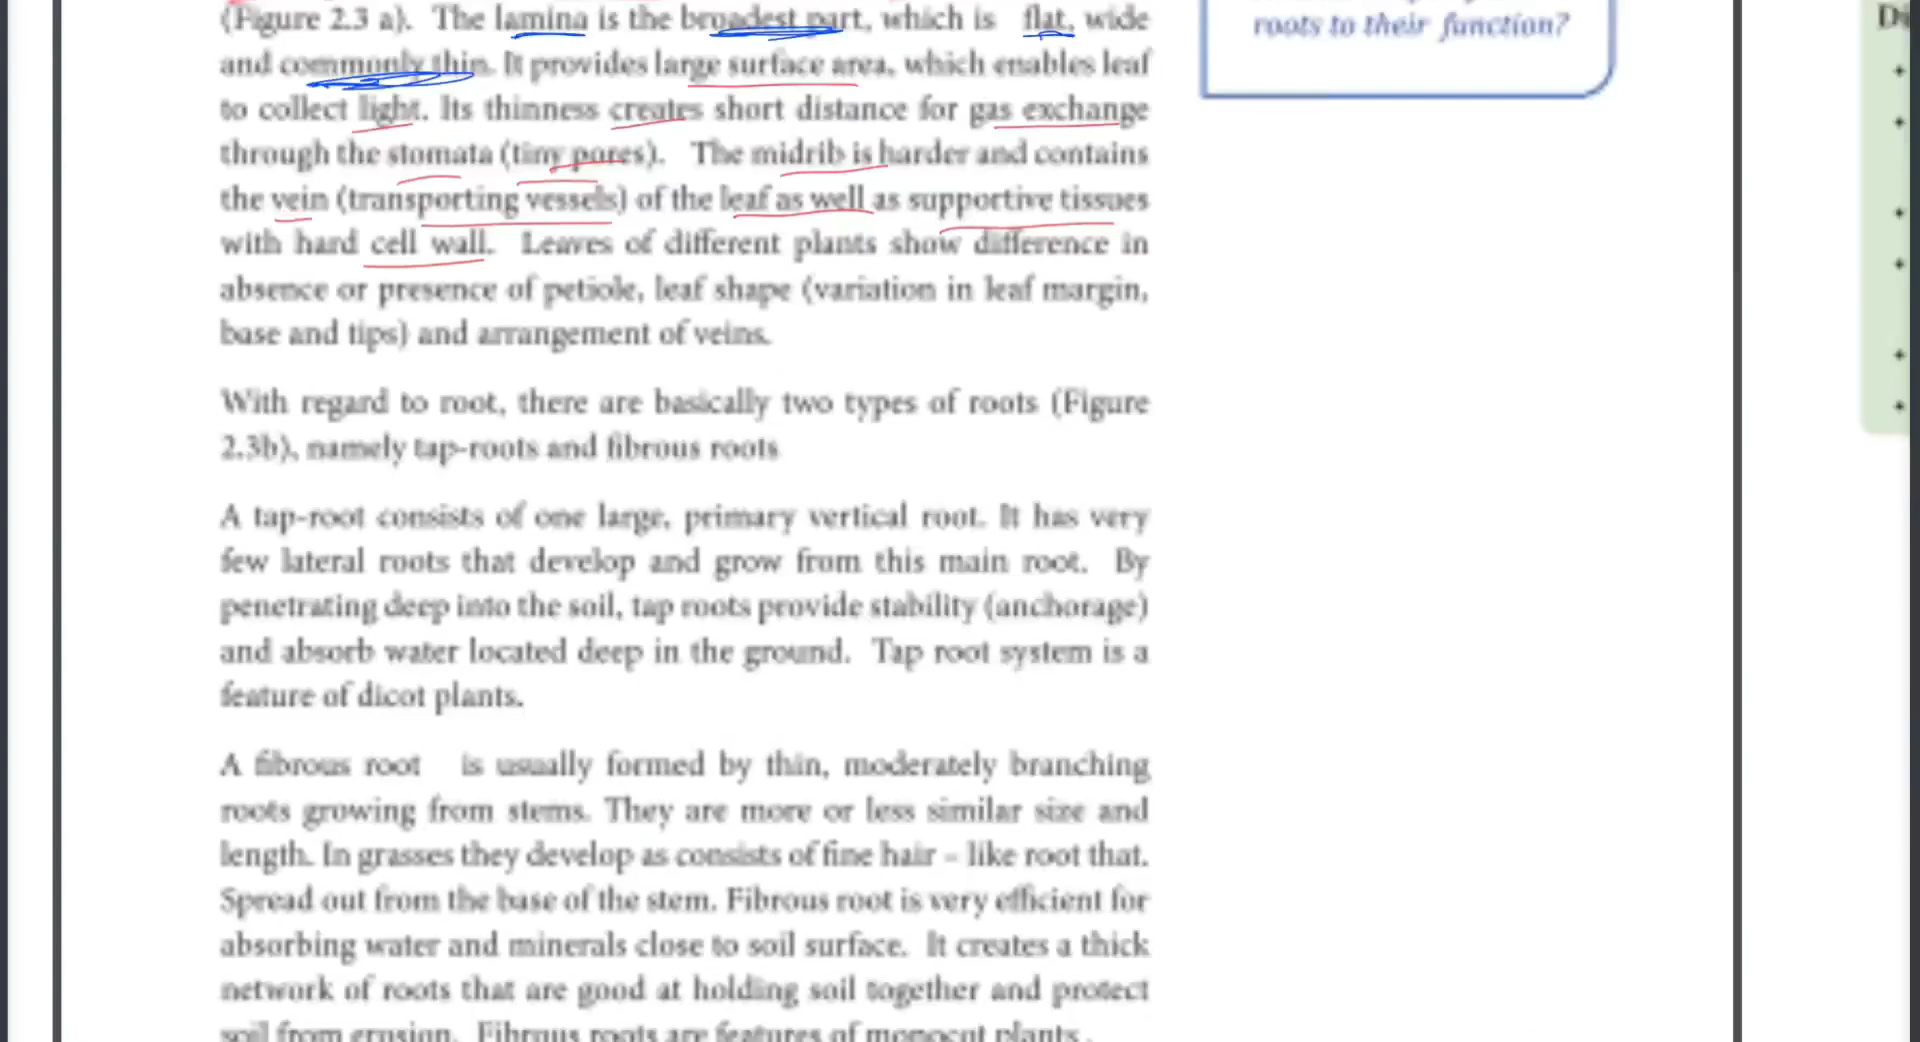 (Figure 2.3 a). The lamina is the broadest part, which is flat, wide
and commonly thin. It provides large surface area, which enables leaf
to collect light. Its thinness creates short distance for gas exchange
through the stomata (tiny pores). The midrib is harder and contains
the vein (transporting vessels) of the leaf as well as supportive tissues
with hard cell wall. Leaves of different plants show difference in
absence or presence of petiole, leaf shape (variation in leaf margin,
base and tips) and arrangement of veins.
With regard to root, there are basically two types of roots (Figure
2.3b), namely tap-roots and fibrous roots
A tap-root consists of one large, primary vertical root. It has very
few lateral roots that develop and grow from this main root. By
penetrating deep into the soil, tap roots provide stability (anchorage)
and absorb water located deep in the ground. Tap root system is a
feature of dicot plants.
A fibrous root is usually formed by thin, moderately branching
roots growing from stems. They are more or less similar size and
length. In grasses they develop as consists of fine hair – like root that.
Spread out from the base of the stem. Fibrous root is very efficient for
absorbing water and minerals close to soil surface. It creates a thick
network of roots that are good at holding soil together and protect
soil from erosion. Fibrous roots are features of monocot plants.
roots to their function?